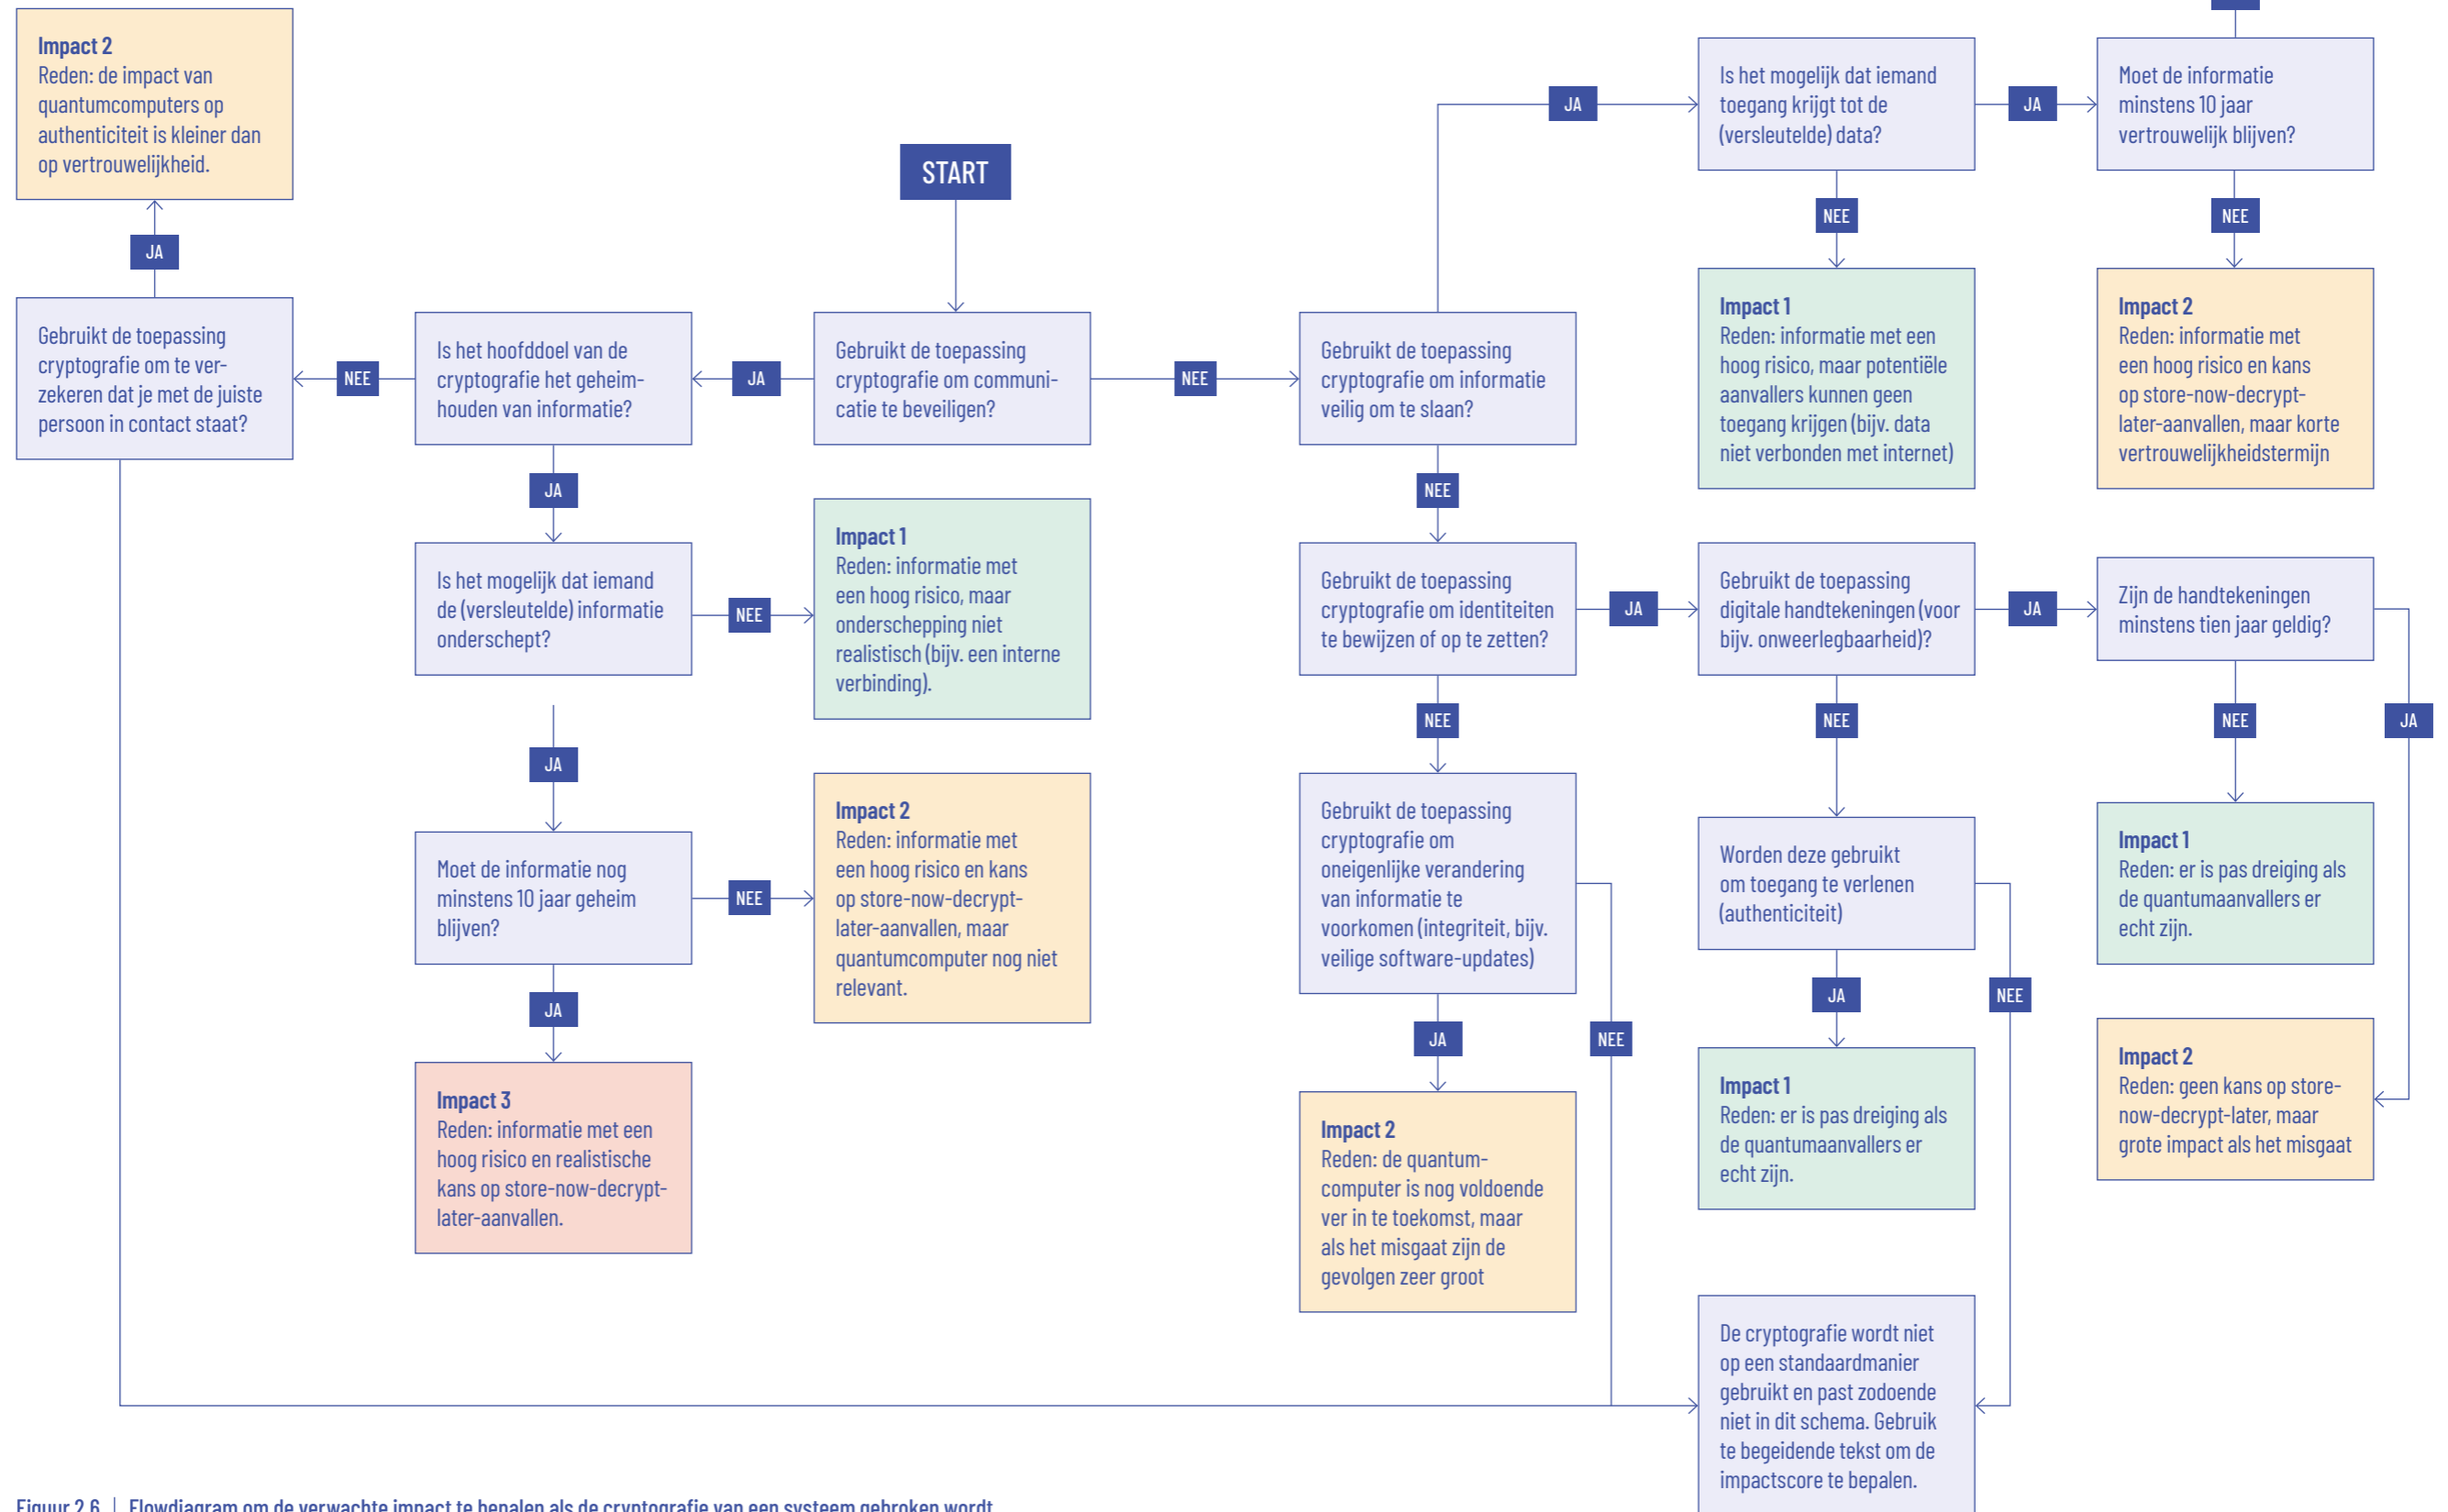 Impact 2
Reden: de impact van
quantumcomputers op
authenticiteit is kleiner dan
op vertrouwelijkheid.
JA
Gebruikt de toepassing
cryptografie om te ver-
zekeren dat je met de juiste
persoon in contact staat?
NEE
Is het hoofddoel van de
cryptografie het geheim-
houden van informatie?
JA
START
Gebruikt de toepassing
cryptografie om communi-
catie te beveiligen?
NEE
Gebruikt de toepassing
cryptografie om informatie
veilig om te slaan?
JA
Is het mogelijk dat iemand
toegang krijgt tot de
(versleutelde) data?
JA
Moet de informatie
minstens 10 jaar
vertrouwelijk blijven?
NEE
Impact 1
Reden: informatie met een
hoog risico, maar potentiële
aanvallers kunnen geen
toegang krijgen (bijv. data
niet verbonden met internet)
NEE
Impact 2
Reden: informatie met
een hoog risico en kans
op store-now-decrypt-
later-aanvallen, maar korte
vertrouwelijkheidstermijn
JA
Is het mogelijk dat iemand
de (versleutelde) informatie
onderschept?
NEE
Impact 1
Reden: informatie met
een hoog risico, maar
onderschepping niet
realistisch (bijv. een interne
verbinding).
JA
Moet de informatie nog
minstens 10 jaar geheim
blijven?
NEE
Impact 2
Reden: informatie met
een hoog risico en kans
op store-now-decrypt-
later-aanvallen, maar
quantumcomputer nog niet
relevant.
JA
Impact 3
Reden: informatie met een
hoog risico en realistische
kans op store-now-decrypt-
later-aanvallen.
NEE
Gebruikt de toepassing
cryptografie om identiteiten
te bewijzen of op te zetten?
JA
Gebruikt de toepassing
digitale handtekeningen (voor
bijv. onweerlegbaarheid)?
JA
Zijn de handtekeningen
minstens tien jaar geldig?
NEE
Gebruikt de toepassing
cryptografie om
oneigenlijke verandering
van informatie te
voorkomen (integriteit, bijv.
veilige software-updates)
NEE
Worden deze gebruikt
om toegang te verlenen
(authenticiteit)
NEE
JA
Impact 1
Reden: er is pas dreiging als
de quantumaanvallers er
echt zijn.
JA
NEE
Impact 2
Reden: de quantum-
computer is nog voldoende
ver in te toekomst, maar
als het misgaat zijn de
gevolgen zeer groot
JA
NEE
Impact 1
Reden: er is pas dreiging als
de quantumaanvallers er
echt zijn.
Impact 2
Reden: geen kans op store-
now-decrypt-later, maar
grote impact als het misgaat
De cryptografie wordt niet
op een standaardmanier
gebruikt en past zodoende
niet in dit schema. Gebruik
te begeidende tekst om de
impactscore te bepalen.
Figuur 2.6 | Flowdiagram om de verwachte impact te bepalen als de cryptografie van een systeem gebroken wordt